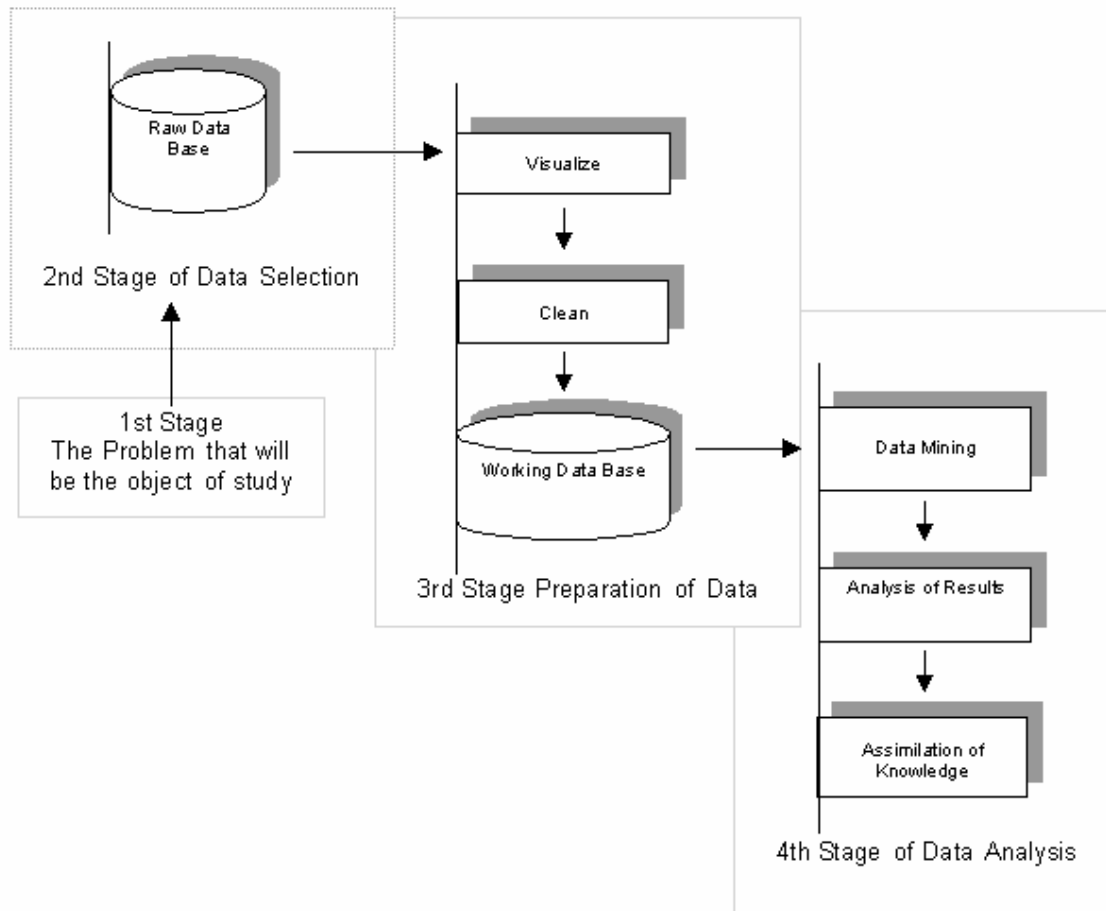 Raw Data
Base
2nd Stage of Data Selection
1st Stage
The Problem that will
be the object of study
Visualize
Clean
Working Data Base
3rd Stage Preparation of Data
Data Mining
Analysis of Results
Assimilation of
Knowledge
4th Stage of Data Analysis